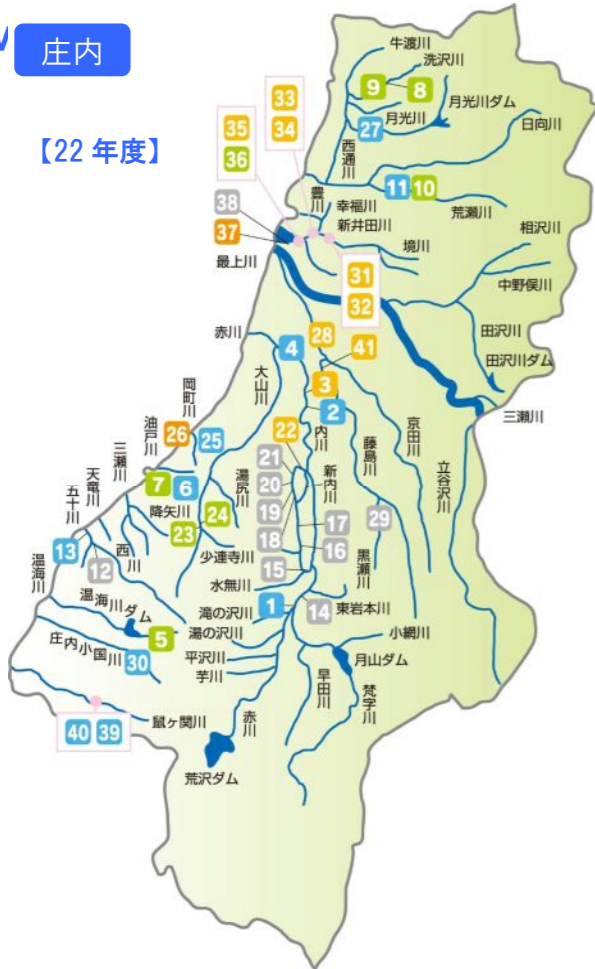 庄内
【22 年度】
牛渡川
洗沢川
9
8
月光川ダム
月光川
27
日向川
西通川
33
34
35
36
11
10
荒瀬川
豊川
幸福川
新井田川
境川
相沢川
中野俣川
38
37
最上川
31
32
田沢川
田沢川ダム
三瀬川
赤川
4
28
41
大山川
3
2
岡町川
26
25
油戸川
内川
22
21
20
19
18
新内川
藤島川
京田川
立谷沢川
三瀬川
7
6
降矢川
湯尻川
24
23
17
16
29
天竜川
五十川
13
12
西川
少連寺川
15
黒瀬川
水無川
温海川
温海川ダム
滝の沢川
1
14
東岩本川
5
湯の沢川
小網川
庄内小国川
30
平沢川
芋川
月山ダム
早田川
梵字川
40
39
鼠ヶ関川
赤川
荒沢ダム